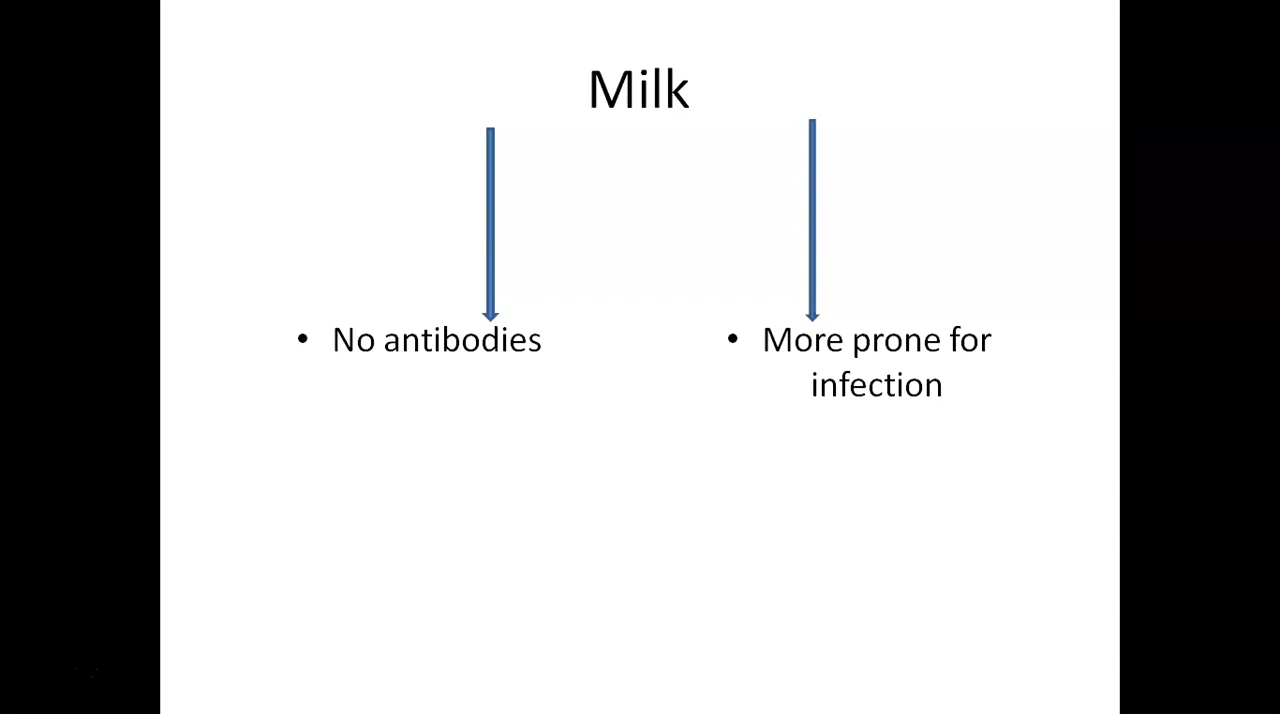 Milk
• No antibodies
• More prone for
infection